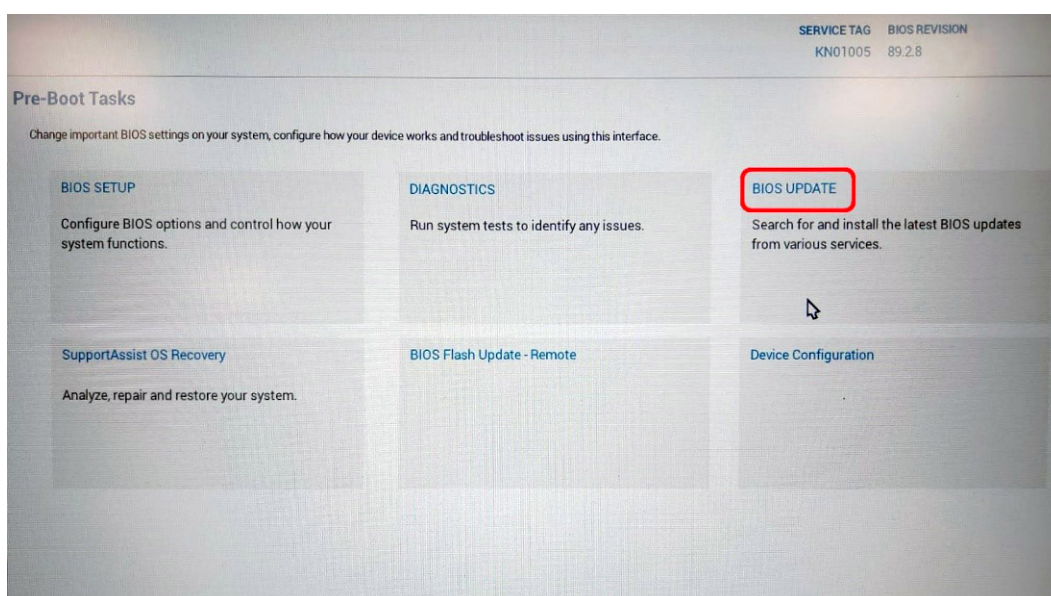 SERVICE TAG BIOS REVISION
KN01005 89.2.8
Pre-Boot Tasks
Change important BIOS settings on your system, configure how your device works and troubleshoot issues using this interface.
BIOS SETUP
Configure BIOS options and control how your
system functions.
DIAGNOSTICS
Run system tests to identify any issues.
BIOS UPDATE
Search for and install the latest BIOS updates
from various services.
SupportAssist OS Recovery
Analyze, repair and restore your system.
BIOS Flash Update - Remote
Device Configuration